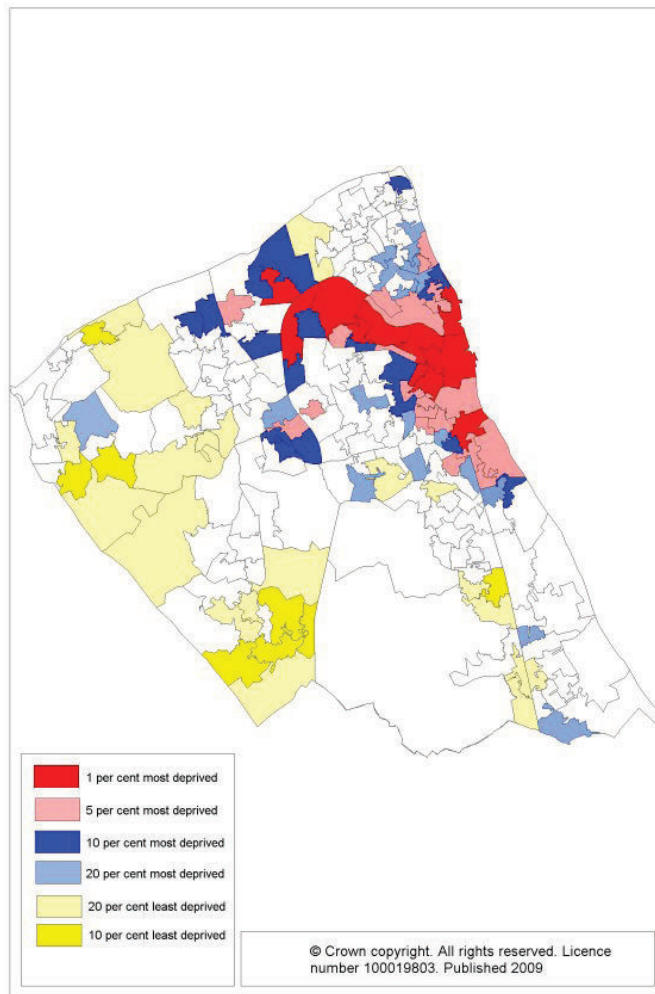 1 per cent most deprived
5 per cent most deprived
10 per cent most deprived
20 per cent most deprived
20 per cent least deprived
10 per cent least deprived
© Crown copyright. All rights reserved. Licence
number 100019803. Published 2009